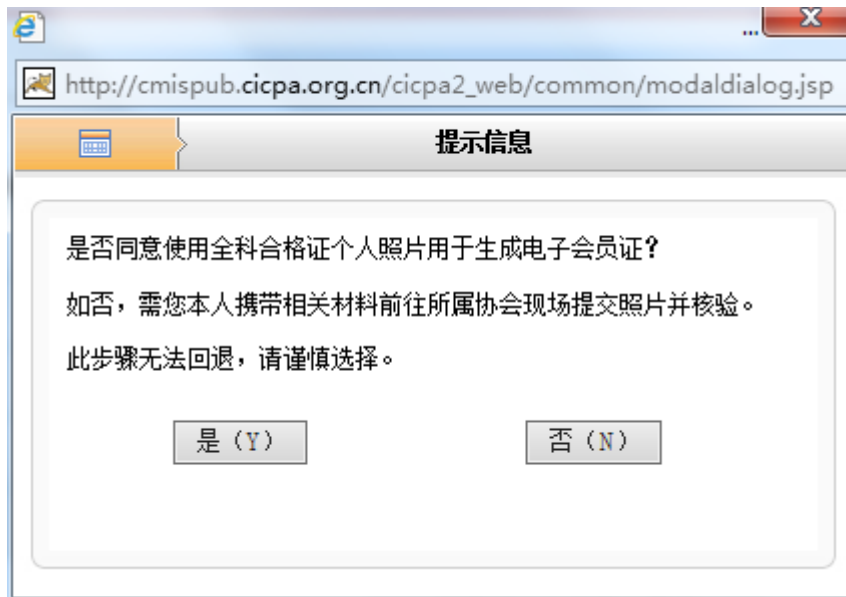 ...
http://cmispub.cicpa.org.cn/cicpa2_web/common/modaldialog.jsp
提示信息
是否同意使用全科合格证个人照片用于生成电子会员证?
如否，需您本人携带相关材料前往所属协会现场提交照片并核验。
此步骤无法回退，请谨慎选择。
是（Y） 否（N）